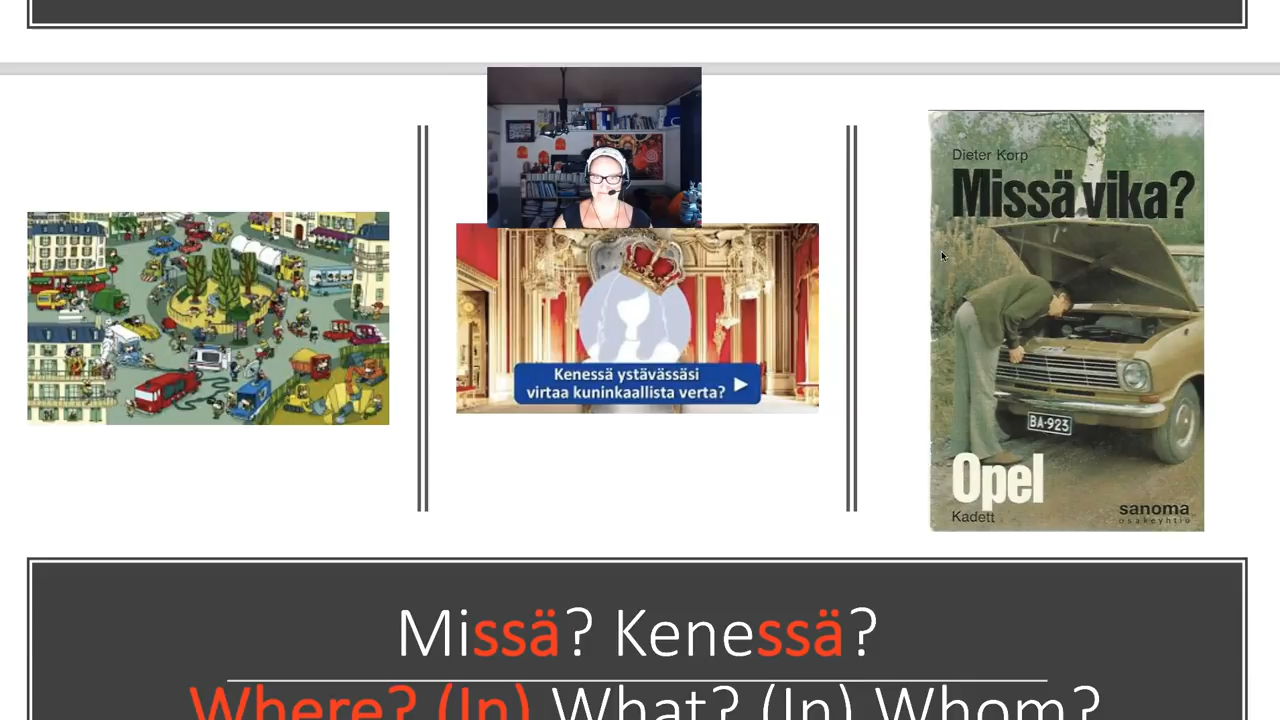 Kenessä ystävässäsi
virtaa kuninkaallista verta?
Dieter Korp
Missä vika?
BA-923
Opel
Kadett
sanoma
osakeyhtiö
Missä? Kenessä?
Where? (In) What? (In) Whom?